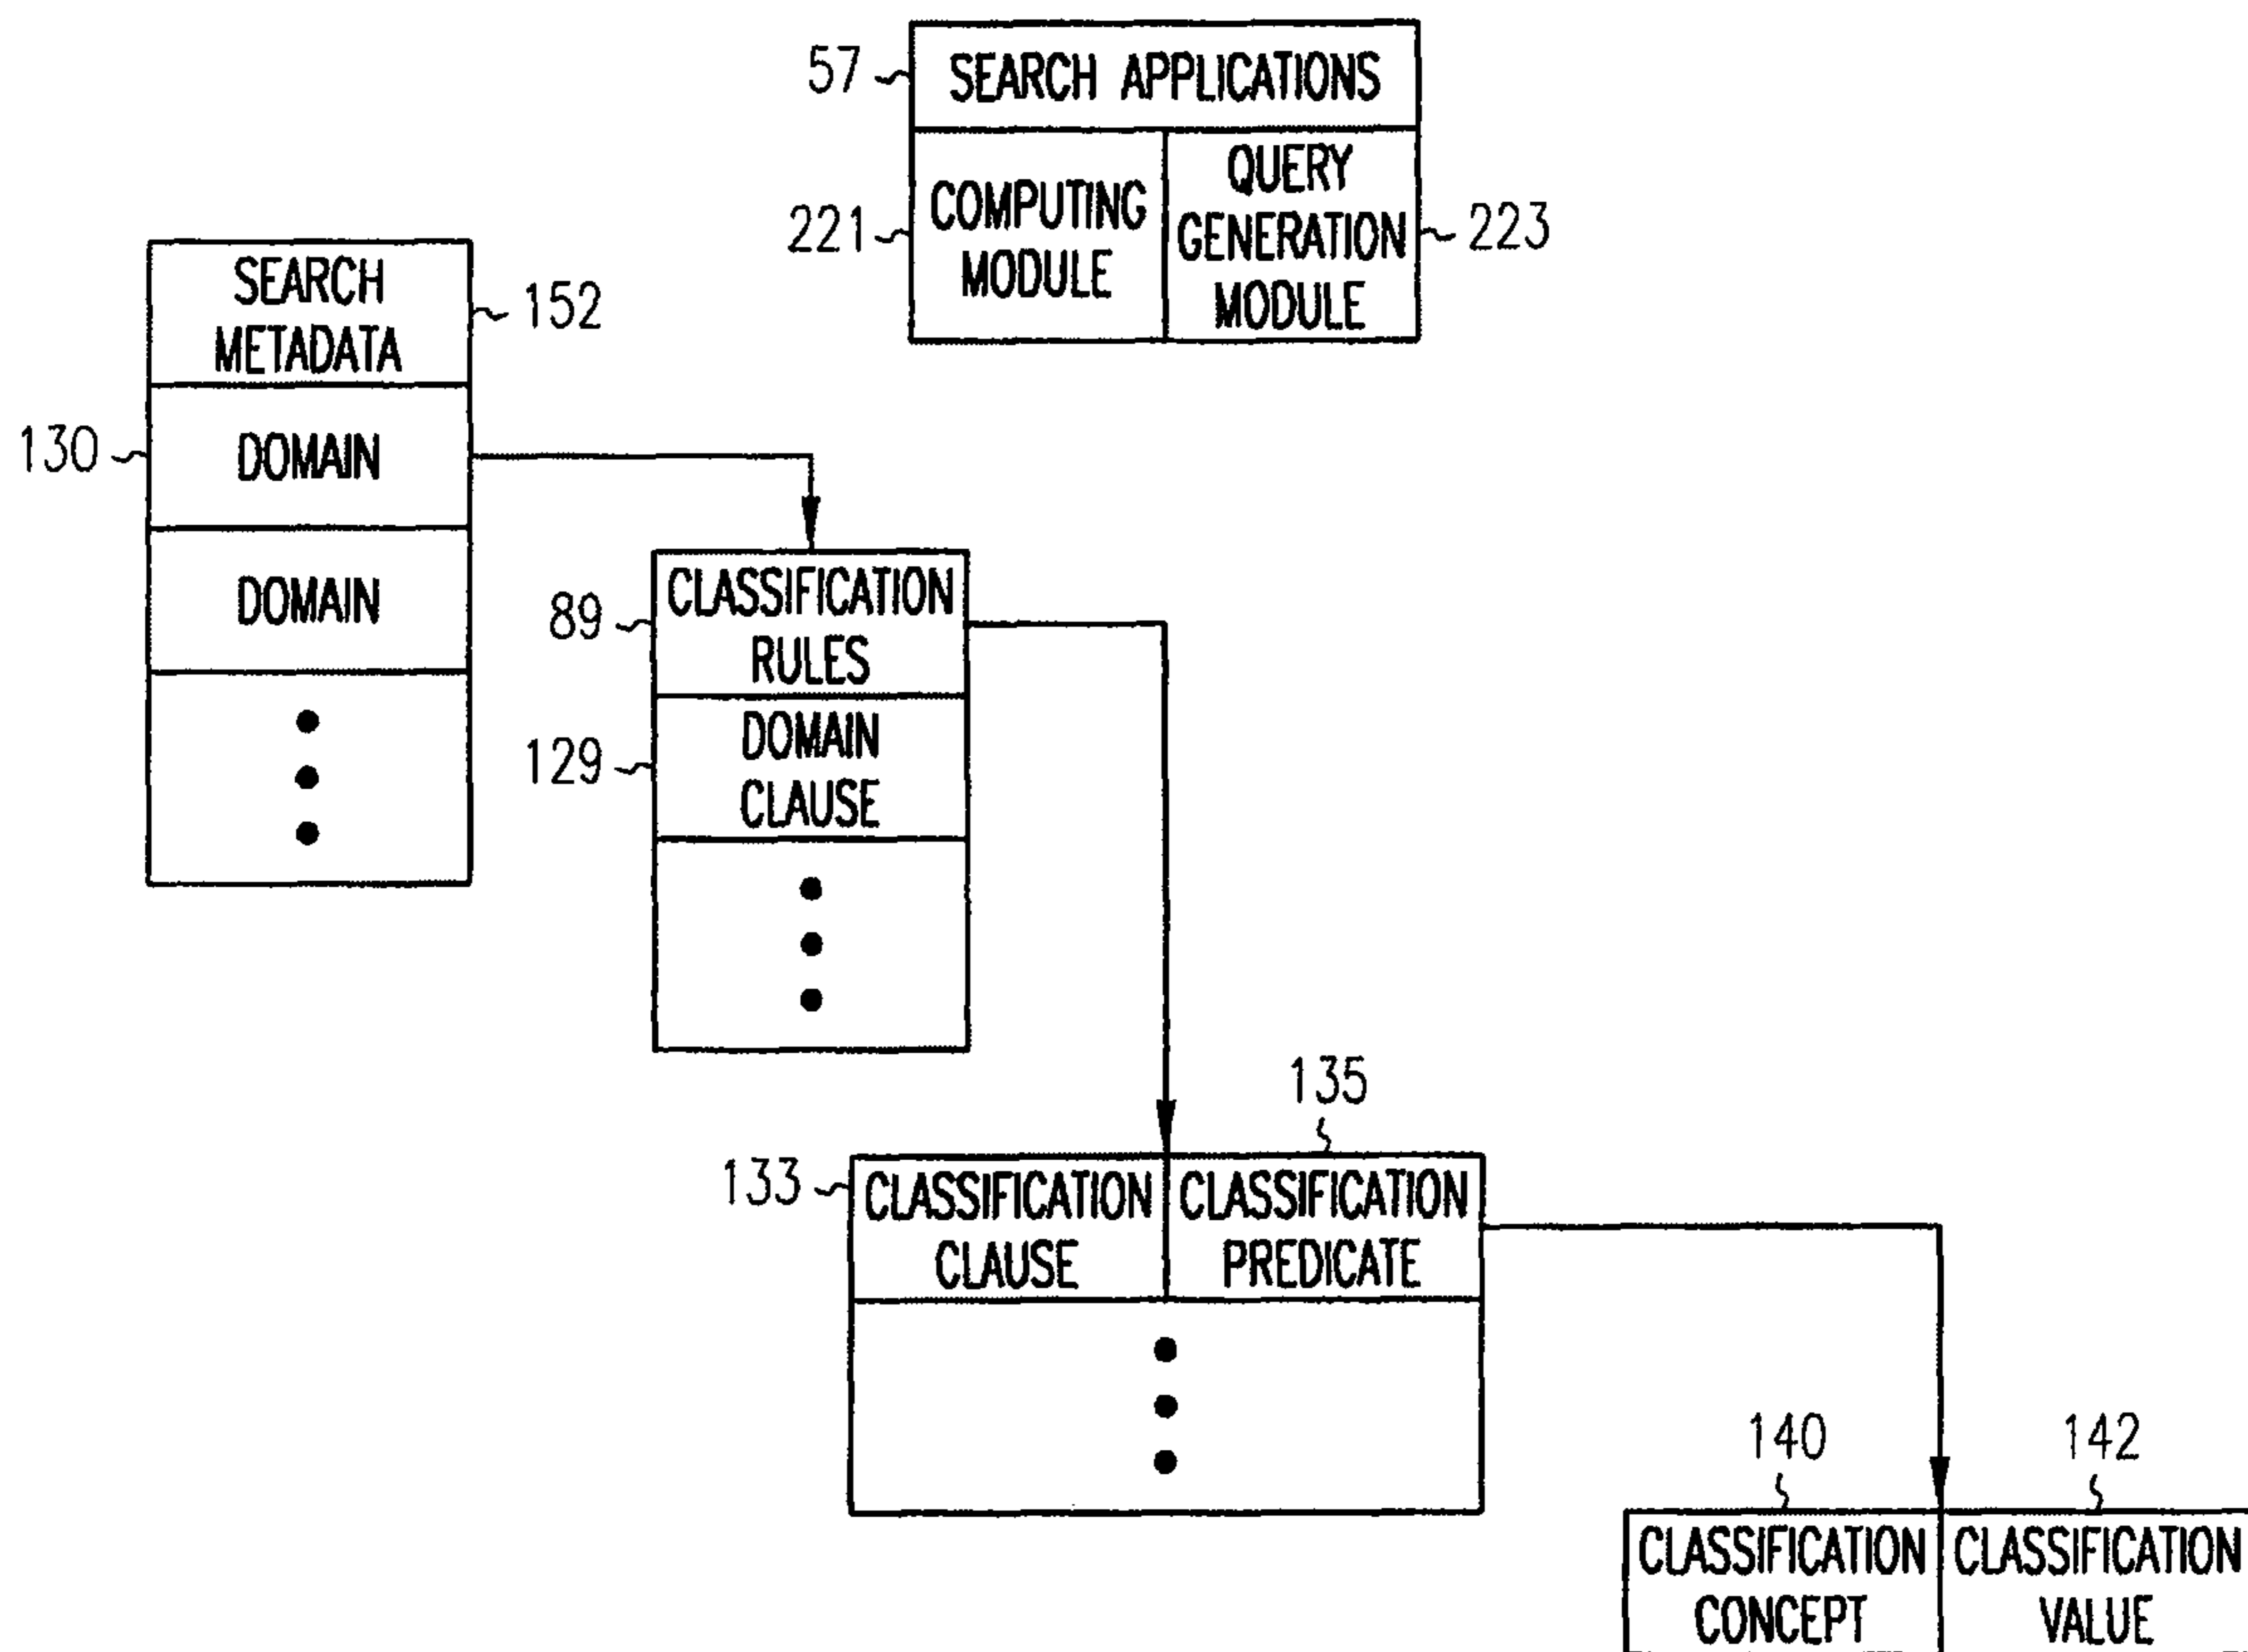 57
SEARCH APPLICATIONS
221
COMPUTING
MODULE
QUERY
GENERATION
MODULE
223
SEARCH
METADATA
152
130
DOMAIN
DOMAIN
89
CLASSIFICATION
RULES
129
DOMAIN
CLAUSE
133
CLASSIFICATION
CLAUSE
135
CLASSIFICATION
PREDICATE
140
CLASSIFICATION
CONCEPT
142
CLASSIFICATION
VALUE